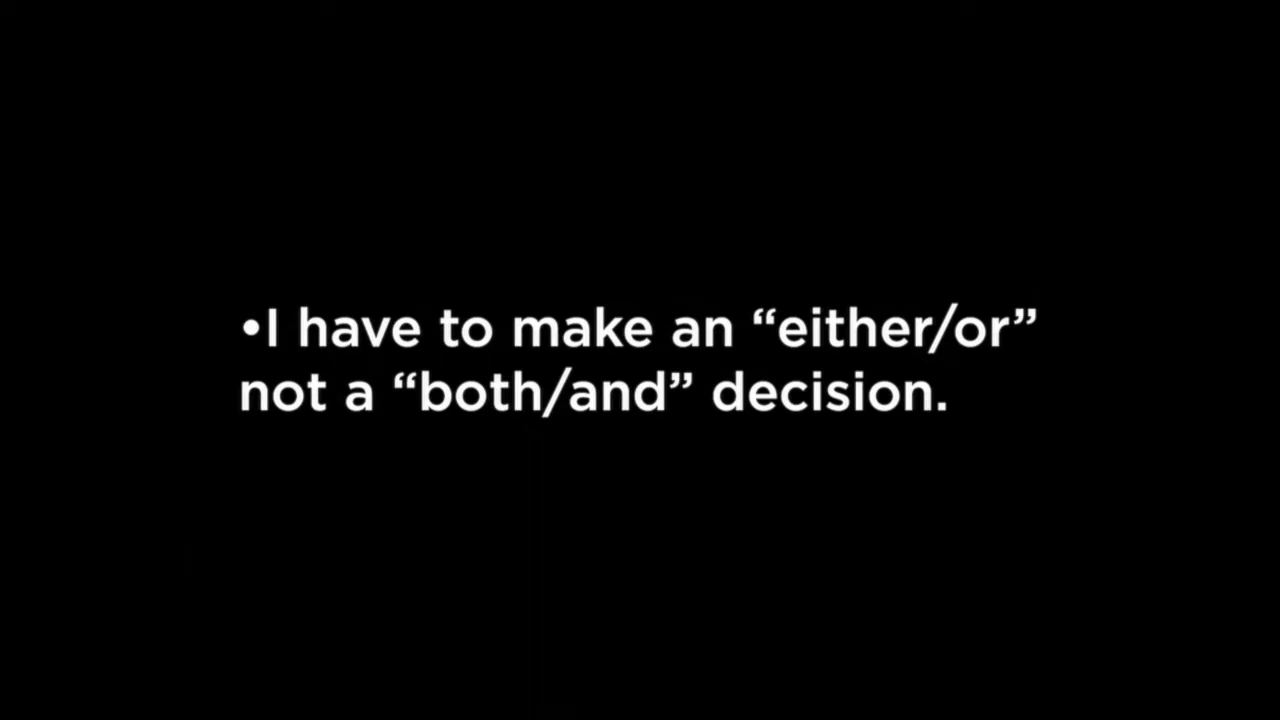 •I have to make an “either/or”
not a “both/and” decision.